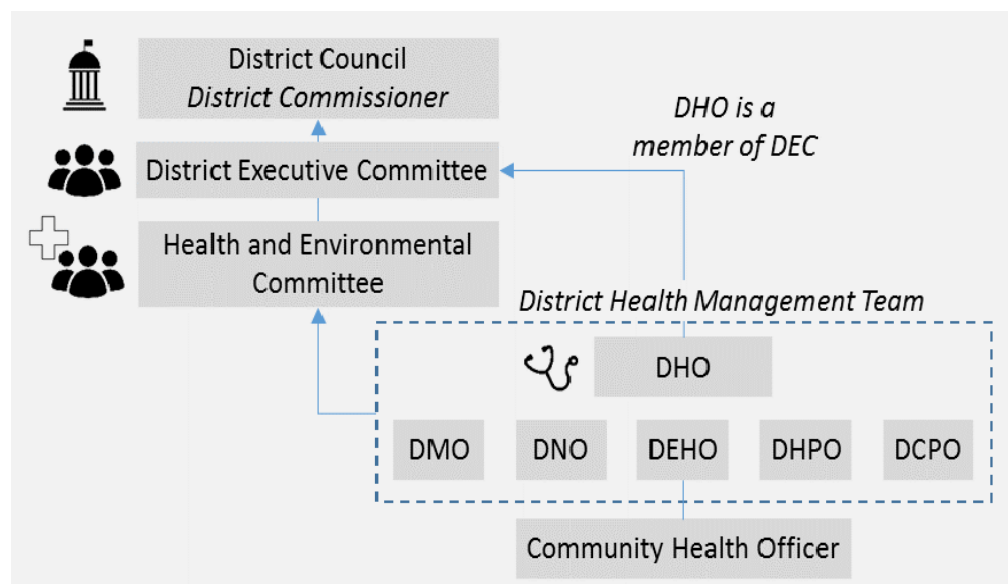 District Council
District Commissioner
DHO is a
member of DEC
District Executive Committee
Health and Environmental
Committee
District Health Management Team
DHO
DMO
DNO
DEHO
DHPO
DCPO
Community Health Officer